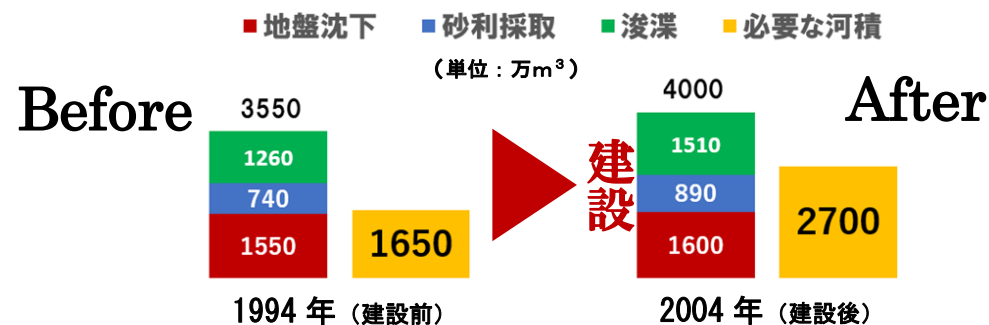 地盤沈下 砂利採取 浚渫 必要な河積
（単位：万ｍ³）
Before
3550
1260
740
1550
1650
1994 年（建設前）
建設
After
4000
1510
890
1600
2700
2004 年（建設後）